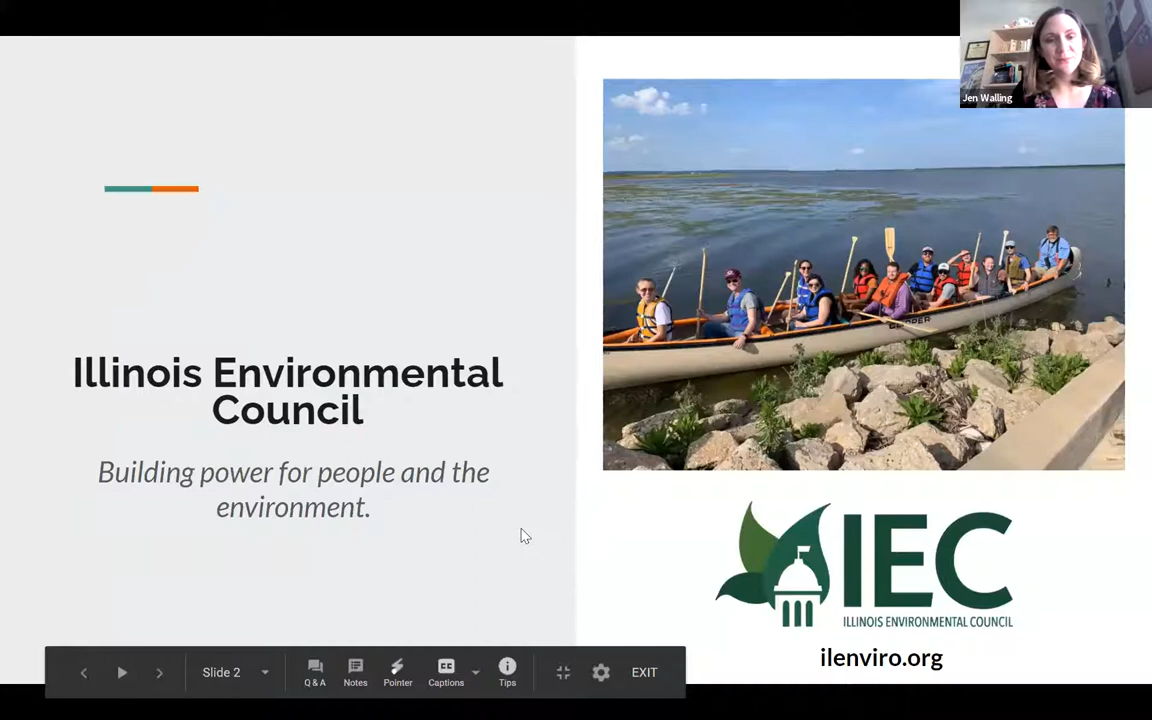 Jen Walling
Illinois Environmental
Council
Building power for people and the
environment.
CLIPPER
IEC
ILLINOIS ENVIRONMENTAL COUNCIL
ilenviro.org
Slide 2
Q & A
Notes
Pointer
Captions
Tips
EXIT